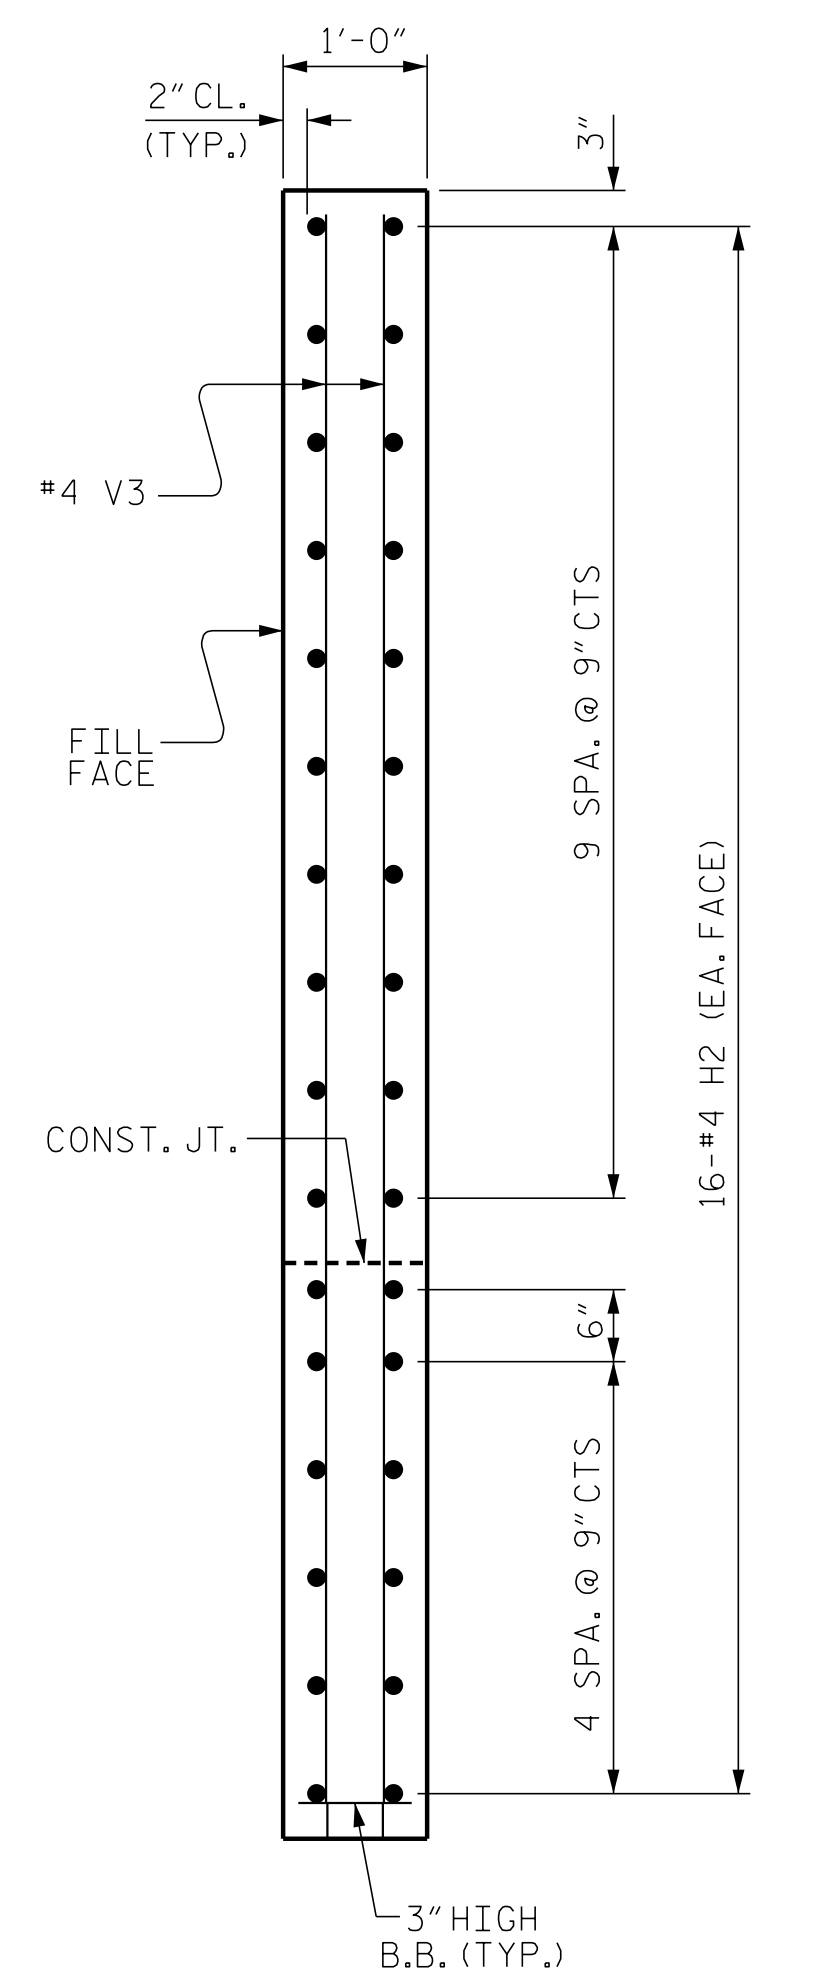 1'-0"
2" CL.
(TYP.)
3"
#4 V3
9 SPA. @ 9" CTS
FILL
FACE
16-#4 H2 (EA. FACE)
CONST. JT.
6"
4 SPA. @ 9" CTS
3" HIGH
B.B. (TYP.)